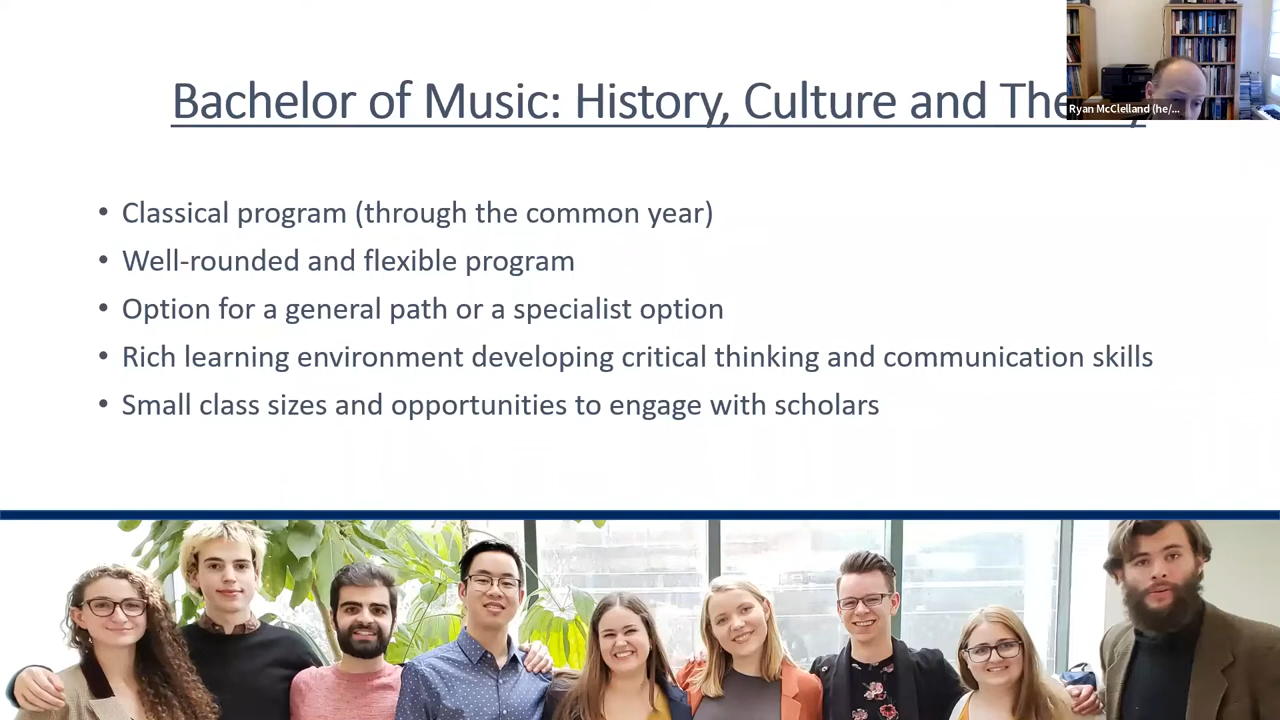 Bachelor of Music: History, Culture and
Ryan McClelland (he/...
• Classical program (through the common year)
• Well-rounded and flexible program
• Option for a general path or a specialist option
• Rich learning environment developing critical thinking and communication skills
• Small class sizes and opportunities to engage with scholars